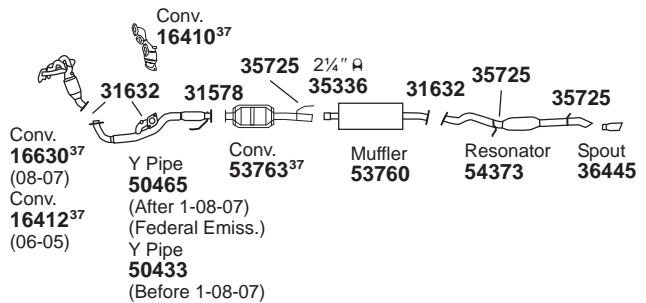 Conv.
16410³⁷
31632
31578
35725
2¼″
35336
31632
35725
35725
Conv.
16630³⁷
(08-07)
Conv.
16412³⁷
(06-05)
Y Pipe
50465
(After 1-08-07)
(Federal Emiss.)
Y Pipe
50433
(Before 1-08-07)
Conv.
53763³⁷
Muffler
53760
Resonator
54373
Spout
36445